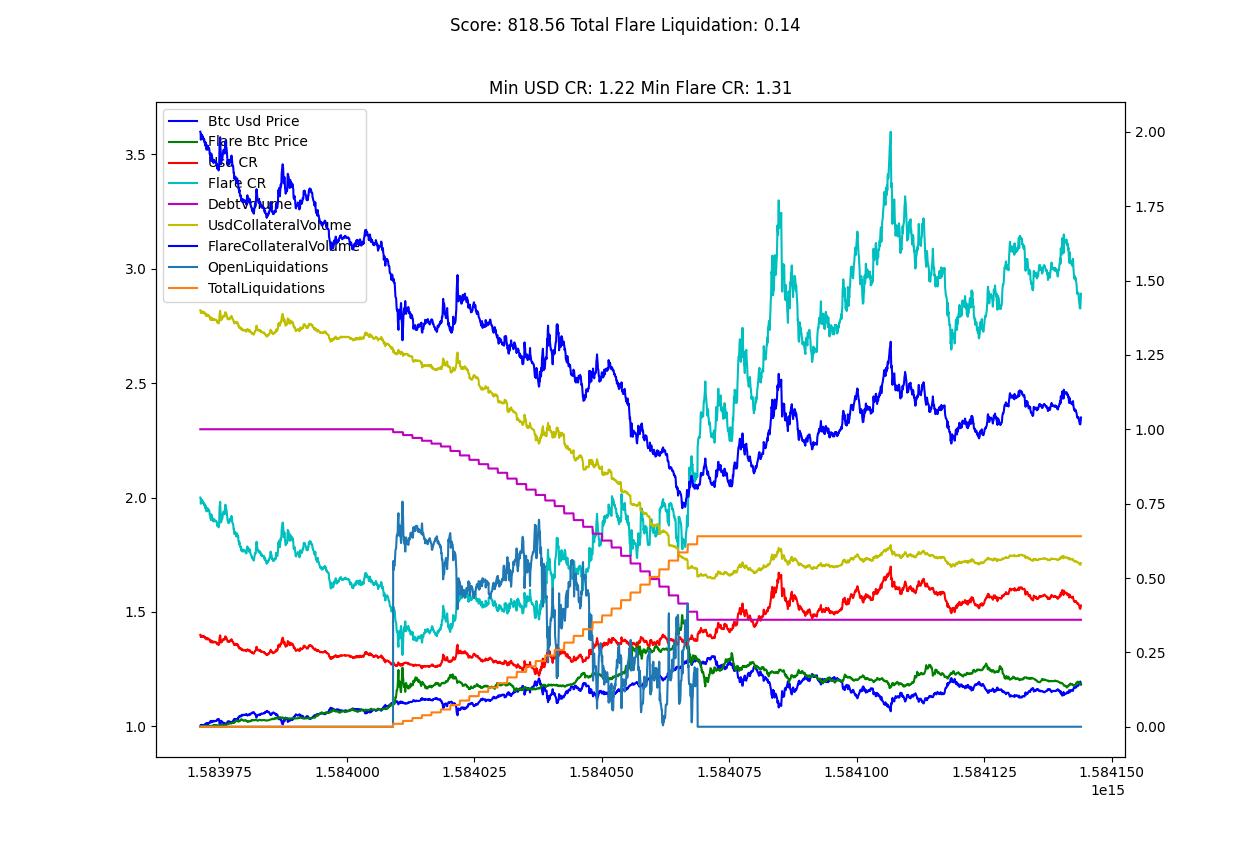 Score: 818.56 Total Flare Liquidation: 0.14
Min USD CR: 1.22 Min Flare CR: 1.31
Btc Usd Price
Flare Btc Price
Usd CR
Flare CR
DebtVolume
UsdCollateralVolume
FlareCollateralVolume
OpenLiquidations
TotalLiquidations
3.5
3.0
2.5
2.0
1.5
1.0
2.00
1.75
1.50
1.25
1.00
0.75
0.50
0.25
0.00
1.583975 1.584000 1.584025 1.584050 1.584075 1.584100 1.584125 1.584150
1e15